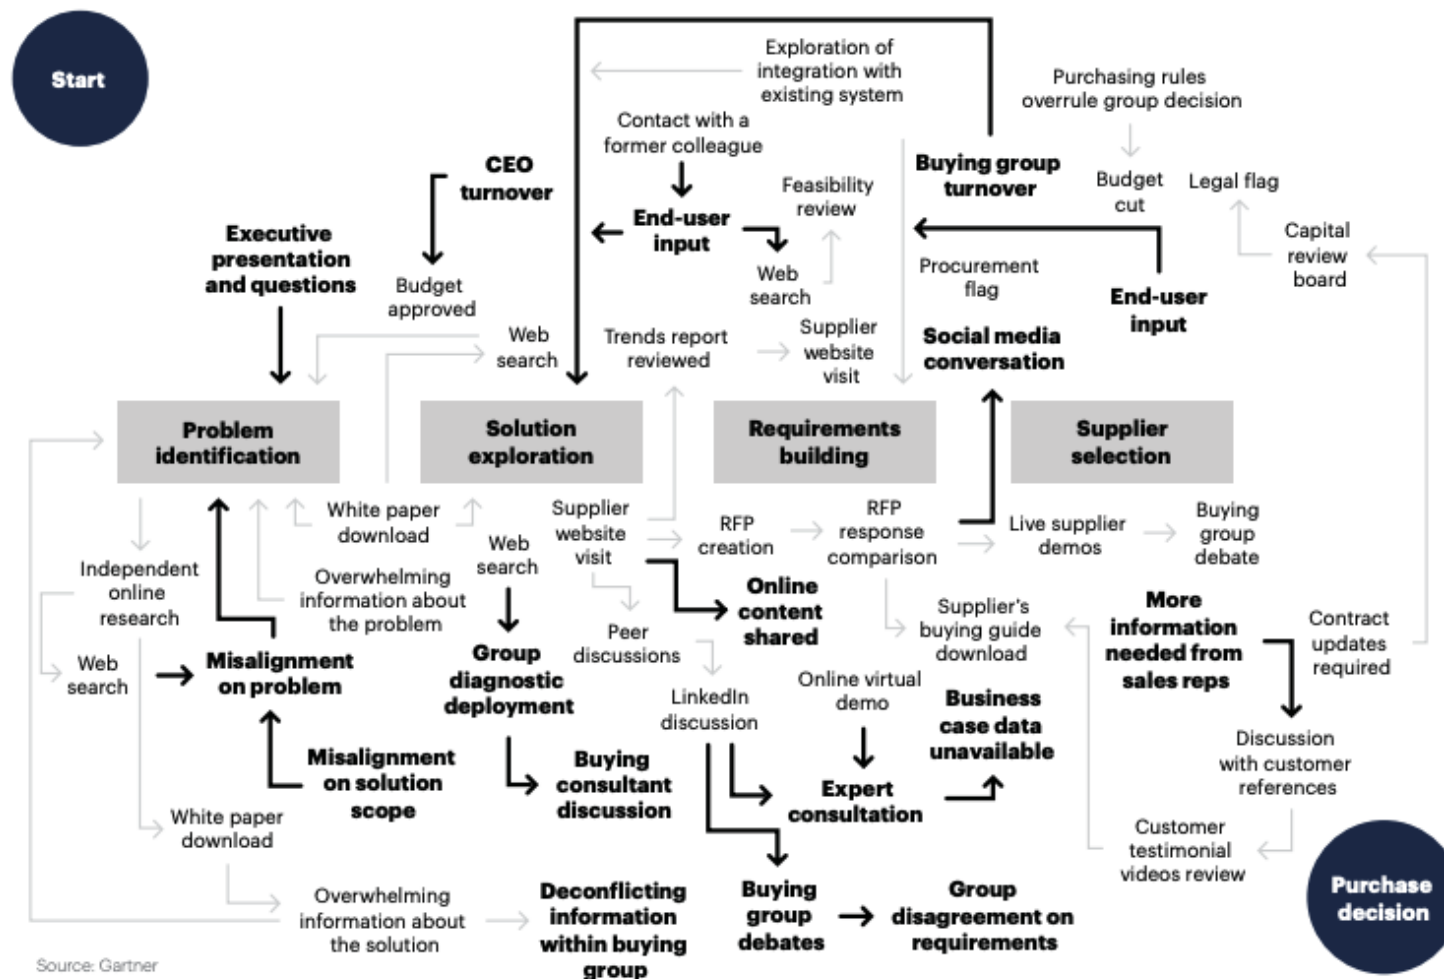 Start
Exploration of
integration with
existing system
Purchasing rules
overrule group decision
Contact with a
former colleague
CEO
turnover
Buying group
turnover
Feasibility
review
Budget
cut
Legal flag
End-user
input
Executive
presentation
and questions
Capital
review
board
Web
search
Procurement
flag
Budget
approved
End-user
input
Web
search
Trends report
reviewed
Supplier
website
visit
Social media
conversation
Problem
identification
Solution
exploration
Requirements
building
Supplier
selection
White paper
download
Supplier
website
visit
RFP
creation
RFP
response
comparison
Live supplier
demos
Buying
group
debate
Web
search
Independent
online
research
Overwhelming
information about
the problem
Online
content
shared
Supplier's
buying guide
download
More
information
needed from
sales reps
Contract
updates
required
Peer
discussions
Web
search
Misalignment
on problem
Group
diagnostic
deployment
LinkedIn
discussion
Online virtual
demo
Business
case data
unavailable
Discussion
with customer
references
Misalignment
on solution
scope
Buying
consultant
discussion
Expert
consultation
White paper
download
Customer
testimonial
videos review
Overwhelming
information about
the solution
Deconflicting
information
within buying
group
Buying
group
debates
Group
disagreement on
requirements
Purchase
decision
Source: Gartner